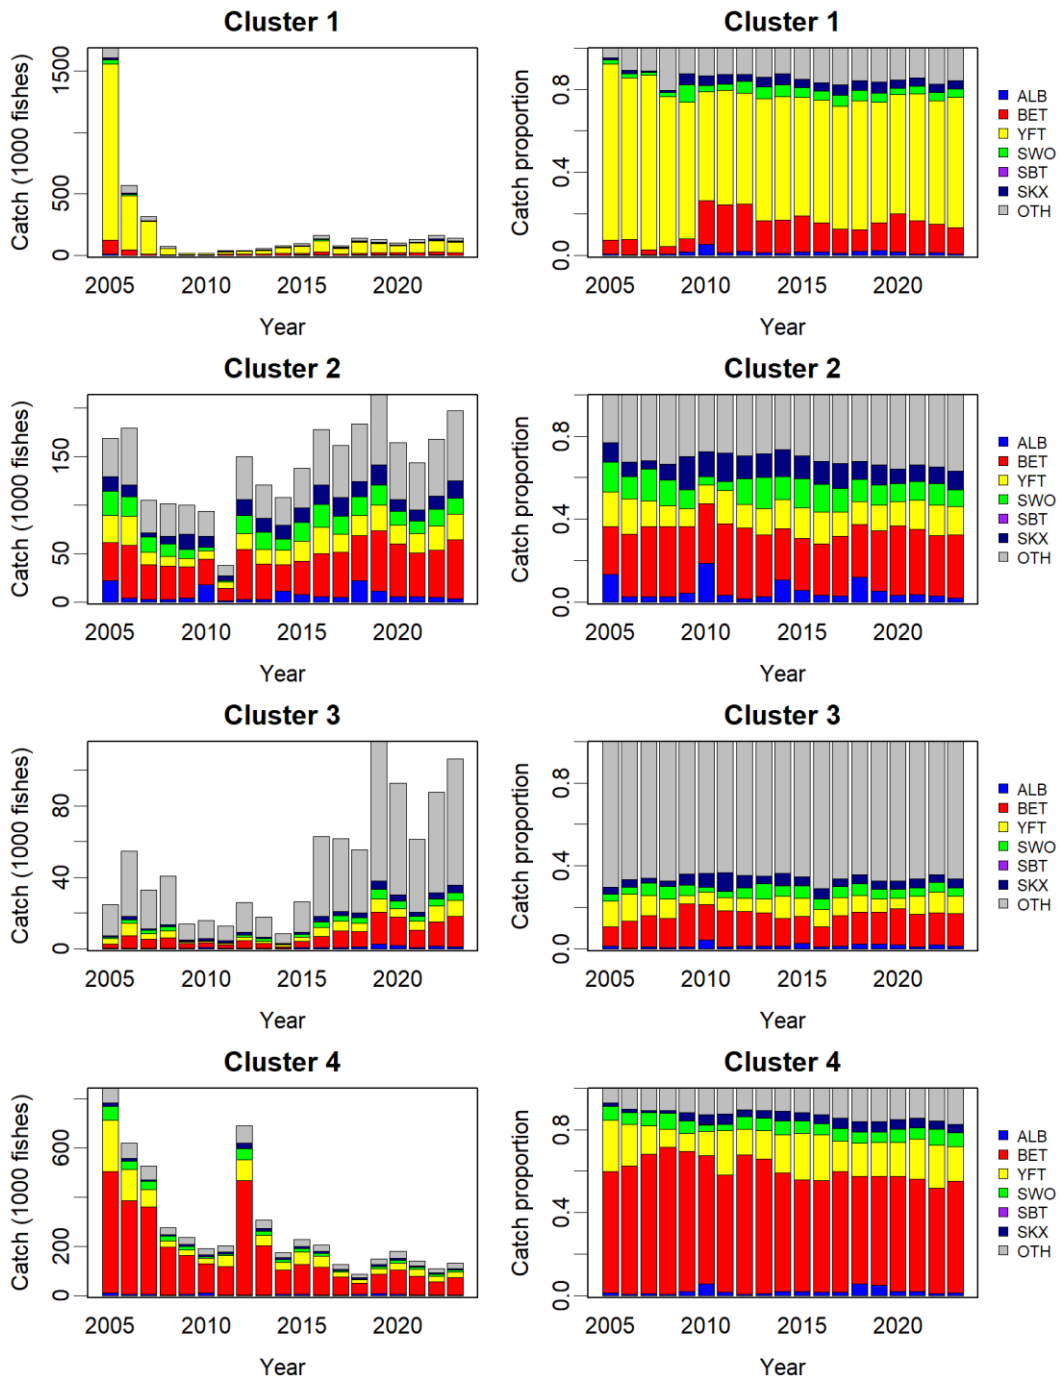 Cluster 1
Catch (1000 fishes)
1500
500
0
2005 2010 2015 2020
Year
Cluster 1
Catch proportion
0.8
0.4
0.0
2005 2010 2015 2020
Year
ALB
BET
YFT
SWO
SBT
SKX
OTH
Cluster 2
Catch (1000 fishes)
150
50
0
2005 2010 2015 2020
Year
Cluster 2
Catch proportion
0.8
0.4
0.0
2005 2010 2015 2020
Year
ALB
BET
YFT
SWO
SBT
SKX
OTH
Cluster 3
Catch (1000 fishes)
80
40
0
2005 2010 2015 2020
Year
Cluster 3
Catch proportion
0.8
0.4
0.0
2005 2010 2015 2020
Year
ALB
BET
YFT
SWO
SBT
SKX
OTH
Cluster 4
Catch (1000 fishes)
600
200
0
2005 2010 2015 2020
Year
Cluster 4
Catch proportion
0.8
0.4
0.0
2005 2010 2015 2020
Year
ALB
BET
YFT
SWO
SBT
SKX
OTH